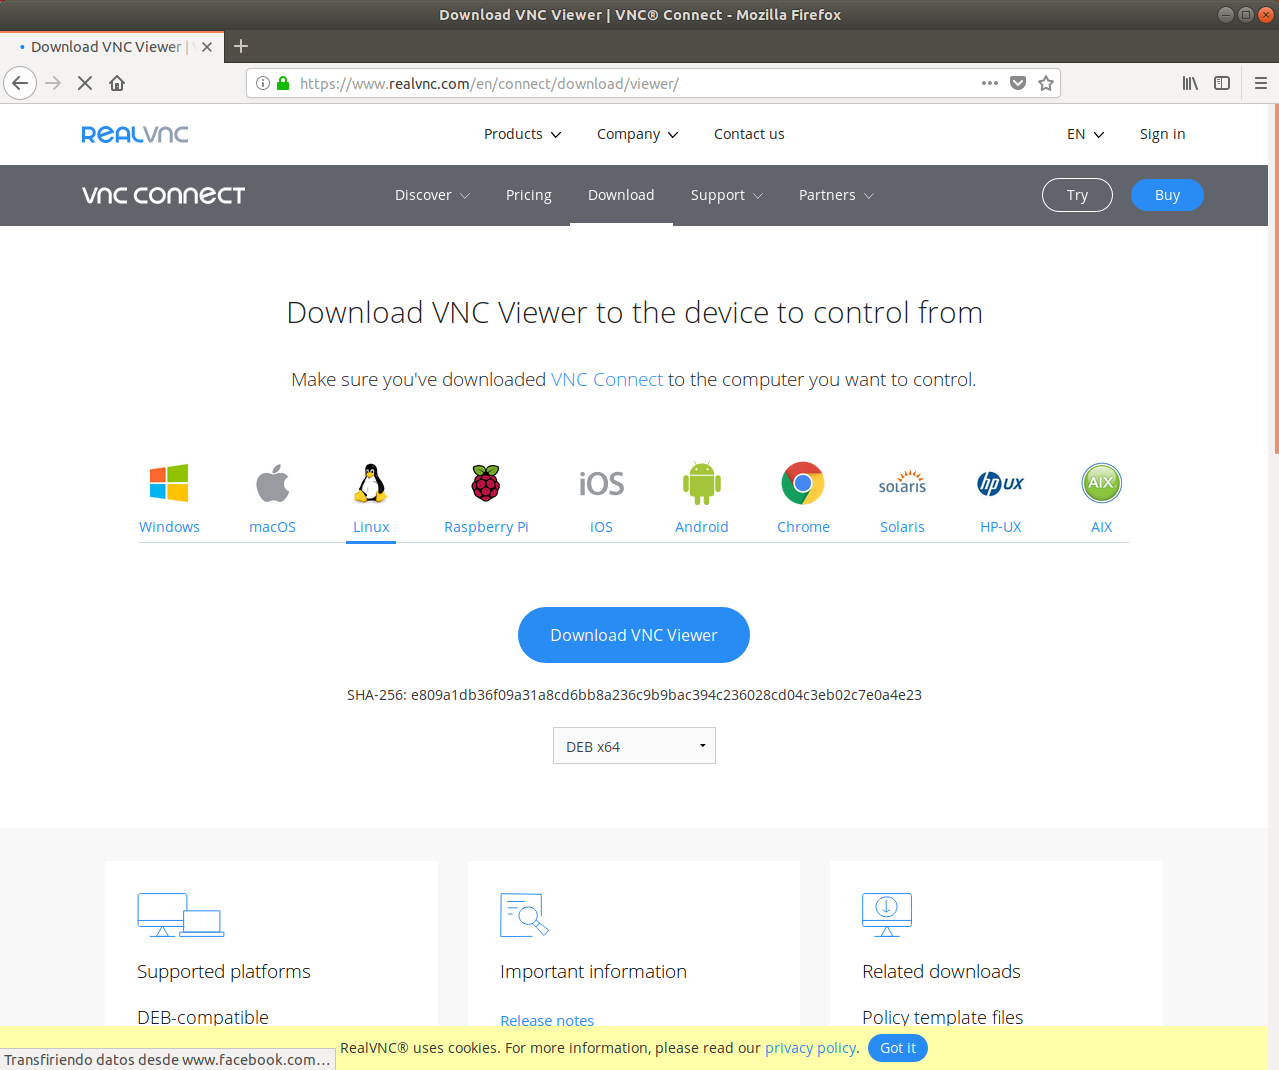 Download VNC Viewer | VNC® Connect - Mozilla Firefox
Download VNC Viewer |
https://www.realvnc.com/en/connect/download/viewer/
REALVNC
Products
Company
Contact us
EN
Sign in
VNC CONNECT
Discover
Pricing
Download
Support
Partners
Try
Buy
Download VNC Viewer to the device to control from
Make sure you've downloaded VNC Connect to the computer you want to control.
iOS
solaris
hp UX
AIX
Windows
macOS
Linux
Raspberry Pi
iOS
Android
Chrome
Solaris
HP-UX
AIX
Download VNC Viewer
SHA-256: e809a1db36f09a31a8cd6bb8a236c9b9bac394c236028cd04c3eb02c7e0a4e23
DEB x64
Supported platforms
DEB-compatible
Important information
Release notes
Related downloads
Policy template files
RealVNC® uses cookies. For more information, please read our privacy policy.
Got it
Transfiriendo datos desde www.facebook.com…